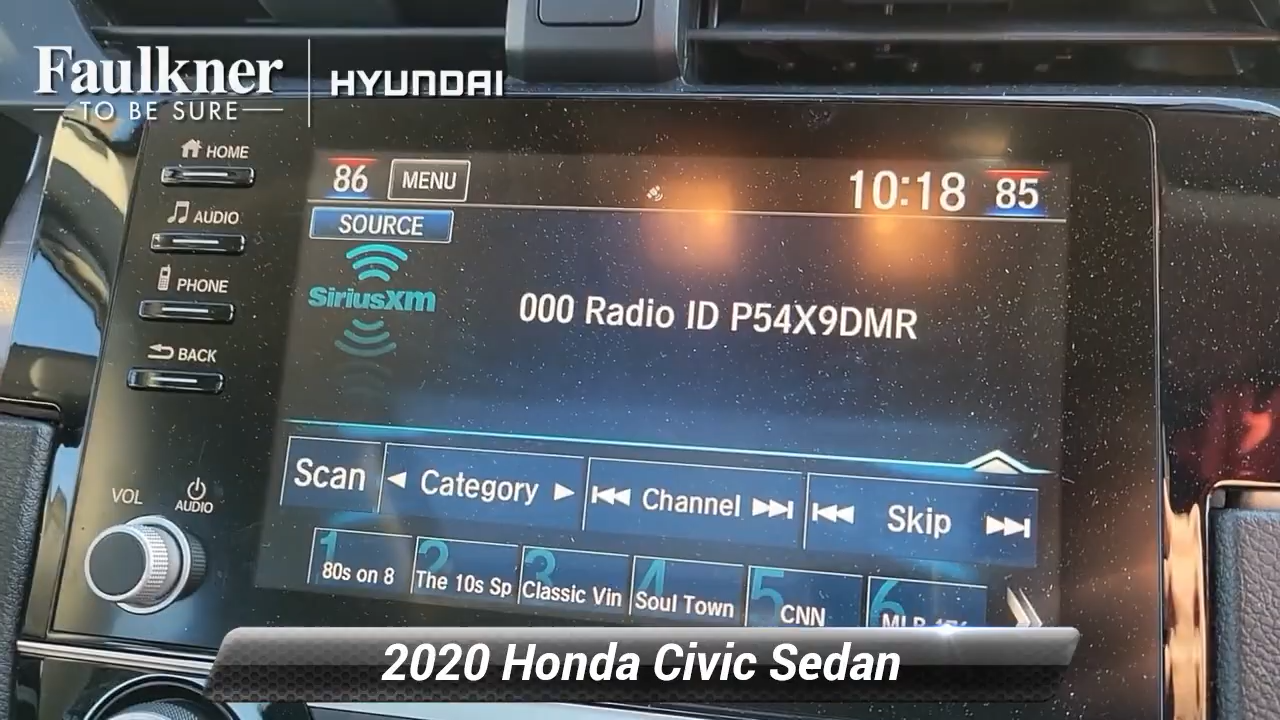 Faulkner
TO BE SURE
HYUNDAI
HOME
AUDIO
PHONE
BACK
VOL
AUDIO
86 MENU 10:18 85
SOURCE
SiriusXM
000 Radio ID P54X9DMR
Scan Category Channel Skip
1 2 3 4 5 6
80s on 8 The 10s Sp Classic Vin Soul Town CNN
2020 Honda Civic Sedan